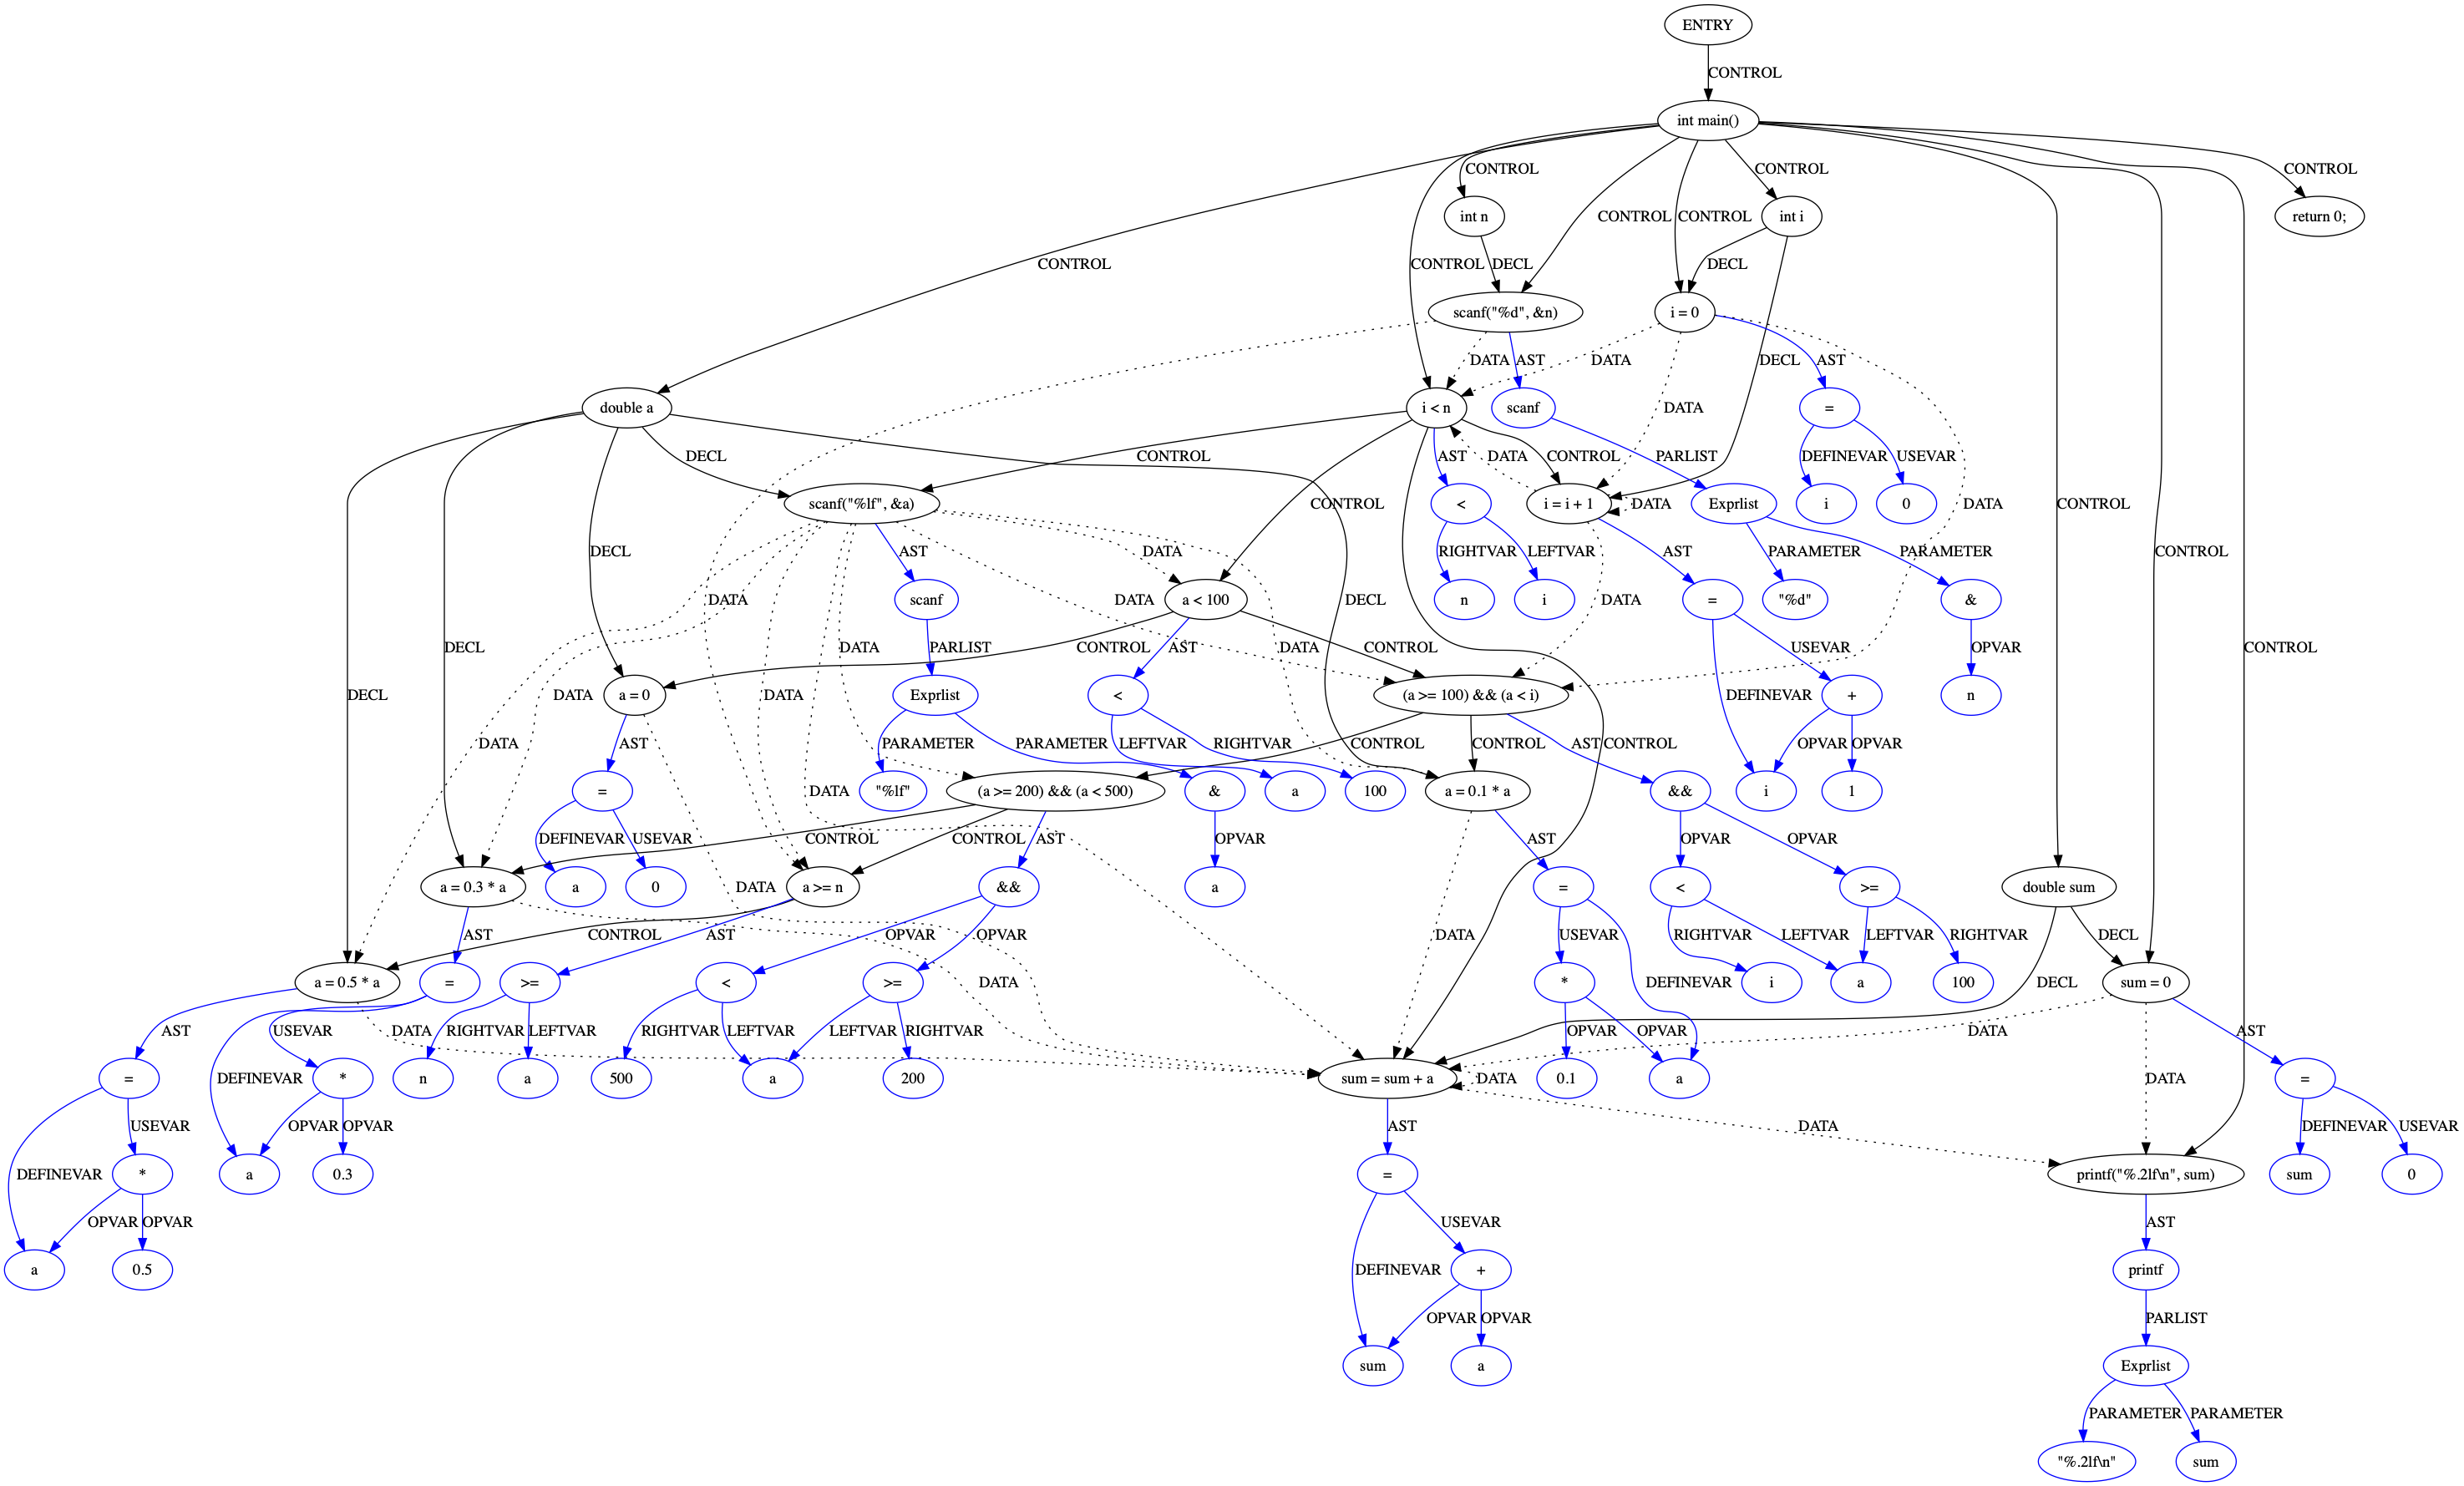 ENTRY
CONTROL
int main()
CONTROL
CONTROL
CONTROL
int n
CONTROL
CONTROL
int i
return 0;
CONTROL
CONTROL
DECL
DECL
scanf("%d", &n)
i = 0
DATA
AST
DATA
DECL
AST
double a
i < n
scanf
=
DATA
DECL
CONTROL
AST
DATA
CONTROL
PARLIST
DEFINEVAR
USEVAR
scanf("%lf", &a)
<
i = i + 1
DATA
Exprlist
i
0
CONTROL
DATA
CONTROL
DECL
AST
DATA
RIGHTVAR
LEFTVAR
AST
PARAMETER
PARAMETER
CONTROL
DATA
scanf
DATA
a < 100
DECL
n
i
DATA
=
"%d"
&
DECL
DATA
PARLIST
DATA
CONTROL
AST
CONTROL
USEVAR
OPVAR
CONTROL
DECL
DATA
a = 0
DATA
Exprlist
<
(a >= 100) && (a < i)
DEFINEVAR
+
n
DATA
AST
PARAMETER
PARAMETER
LEFTVAR
RIGHTVAR
CONTROL
CONTROL
AST
CONTROL
OPVAR
OPVAR
=
"%lf"
(a >= 200) && (a < 500)
&
a
100
a = 0.1 * a
&&
i
1
DEFINEVAR
USEVAR
DATA
CONTROL
CONTROL
AST
OPVAR
AST
OPVAR
OPVAR
a = 0.3 * a
a
0
DATA
a >= n
&&
a
=
<
>=
double sum
AST
CONTROL
AST
OPVAR
OPVAR
DATA
USEVAR
RIGHTVAR
LEFTVAR
LEFTVAR
RIGHTVAR
DECL
a = 0.5 * a
=
>=
<
>=
DATA
*
DEFINEVAR
i
a
100
DECL
sum = 0
AST
USEVAR
DATA
RIGHTVAR
LEFTVAR
RIGHTVAR
LEFTVAR
LEFTVAR
RIGHTVAR
OPVAR
OPVAR
DATA
AST
=
DEFINEVAR
*
n
a
500
a
200
sum = sum + a
DATA
0.1
a
DATA
=
USEVAR
OPVAR
OPVAR
AST
DATA
DEFINEVAR
USEVAR
DEFINEVAR
*
a
0.3
=
printf("%.2lf\n", sum)
sum
0
OPVAR
OPVAR
USEVAR
AST
a
0.5
DEFINEVAR
+
printf
OPVAR
OPVAR
PARLIST
sum
a
Exprlist
PARAMETER
PARAMETER
"%.2lf\n"
sum